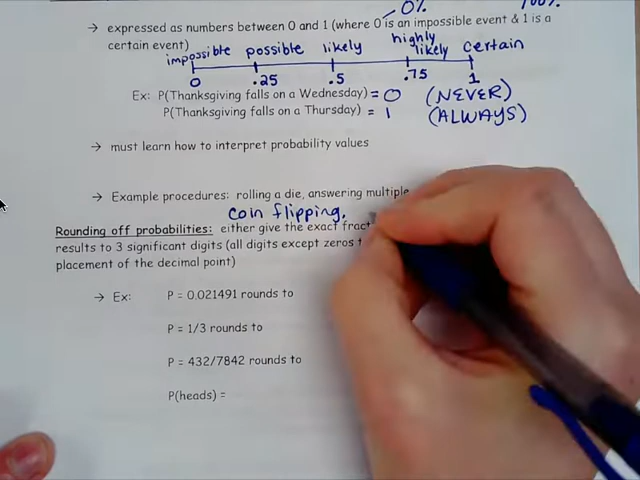 0% 100%
→ expressed as numbers between 0 and 1 (where 0 is an impossible event & 1 is a
certain event)
impossible possible likely highly likely certain
0 .25 .5 .75 1
Ex: P(Thanksgiving falls on a Wednesday) = 0 (NEVER)
P(Thanksgiving falls on a Thursday) = 1 (ALWAYS)
→ must learn how to interpret probability values
→ Example procedures: rolling a die, answering multiple
coin flipping,
Rounding off probabilities: either give the exact fract
results to 3 significant digits (all digits except zeros
placement of the decimal point)
→ Ex: P = 0.021491 rounds to
P = 1/3 rounds to
P = 432/7842 rounds to
P(heads) =